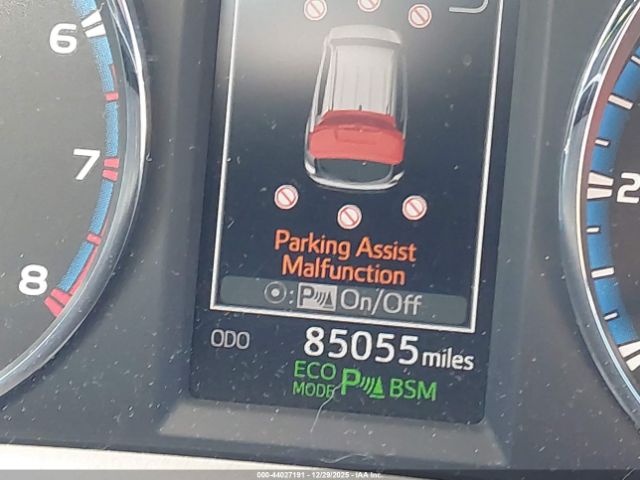 6
7
8
2
Parking Assist
Malfunction
: P On/Off
ODO 85055 miles
ECO
MODE P BSM
000-44027191 - 12/29/2025 - IAA, Inc.